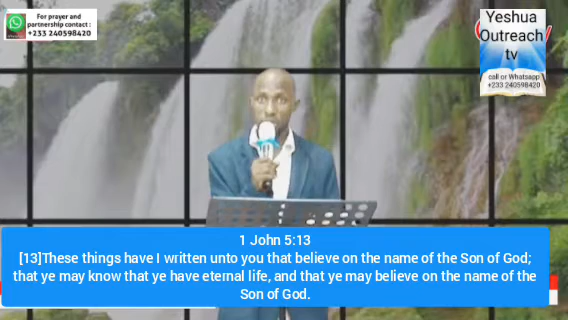 For prayer and
partnership contact :
+233 240598420
Yeshua
Outreach
tv
call or Whatsapp
+233 240598420
1 John 5:13
[13]These things have I written unto you that believe on the name of the Son of God;
that ye may know that ye have eternal life, and that ye may believe on the name of the
Son of God.